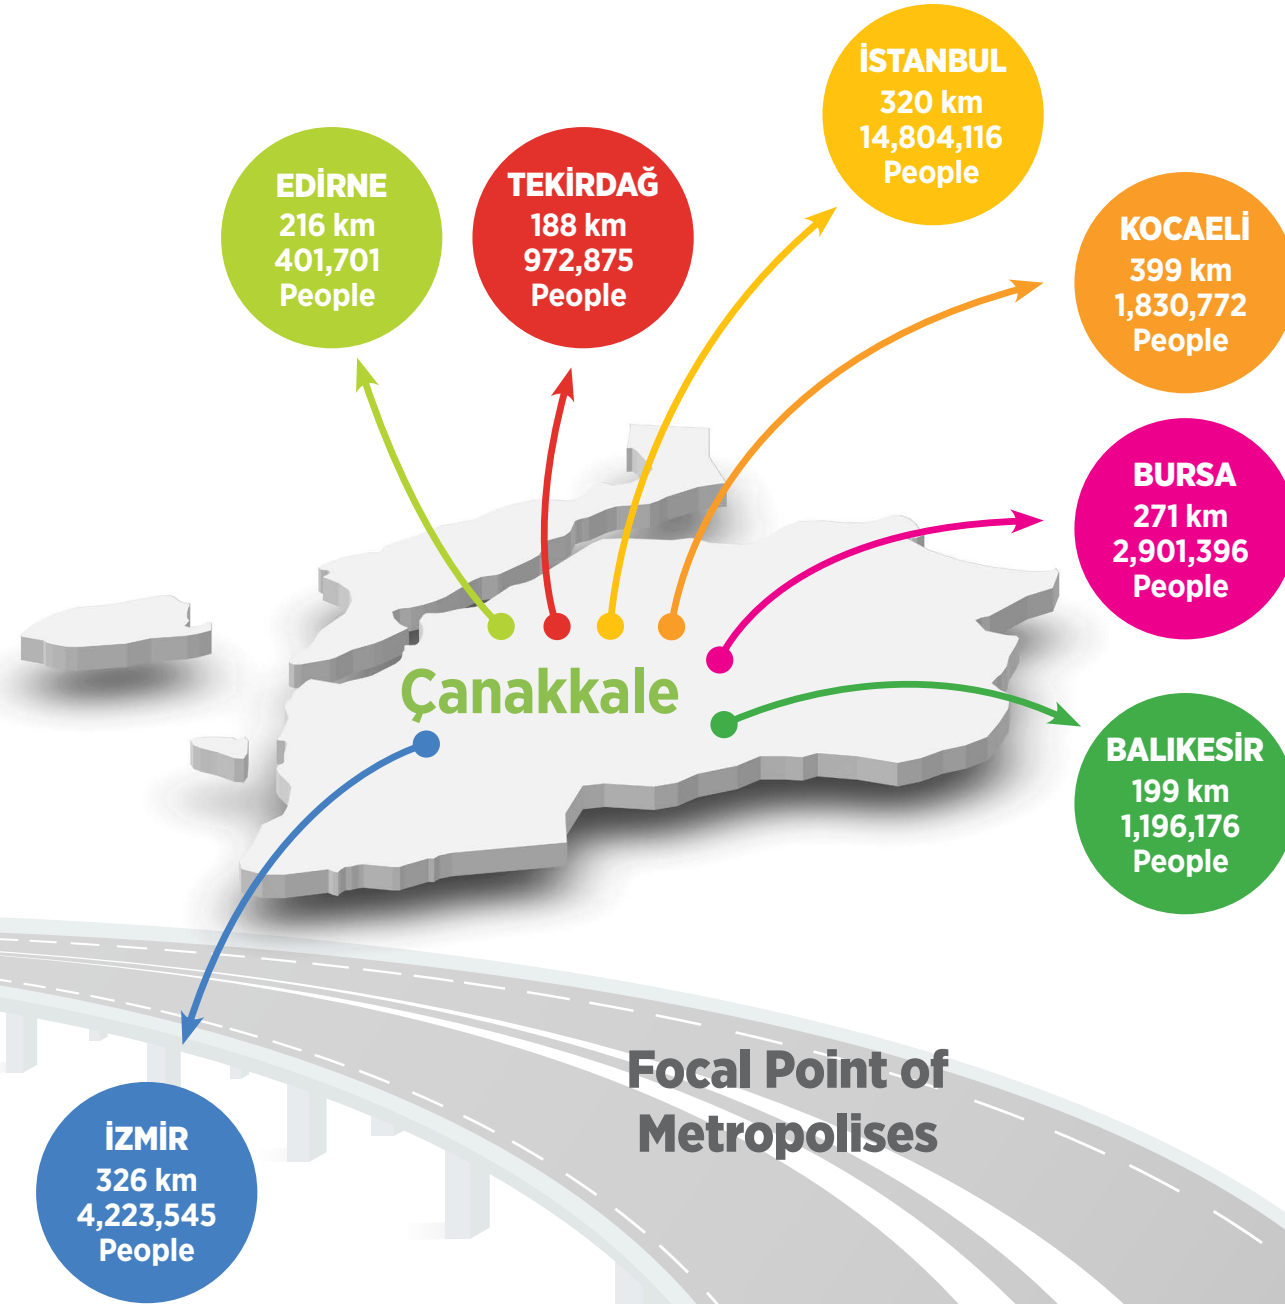 İSTANBUL
320 km
14,804,116
People
EDİRNE
216 km
401,701
People
TEKİRDAĞ
188 km
972,875
People
KOCAELİ
399 km
1,830,772
People
BURSA
271 km
2,901,396
People
Çanakkale
BALIKESİR
199 km
1,196,176
People
Focal Point of
Metropolises
İZMİR
326 km
4,223,545
People